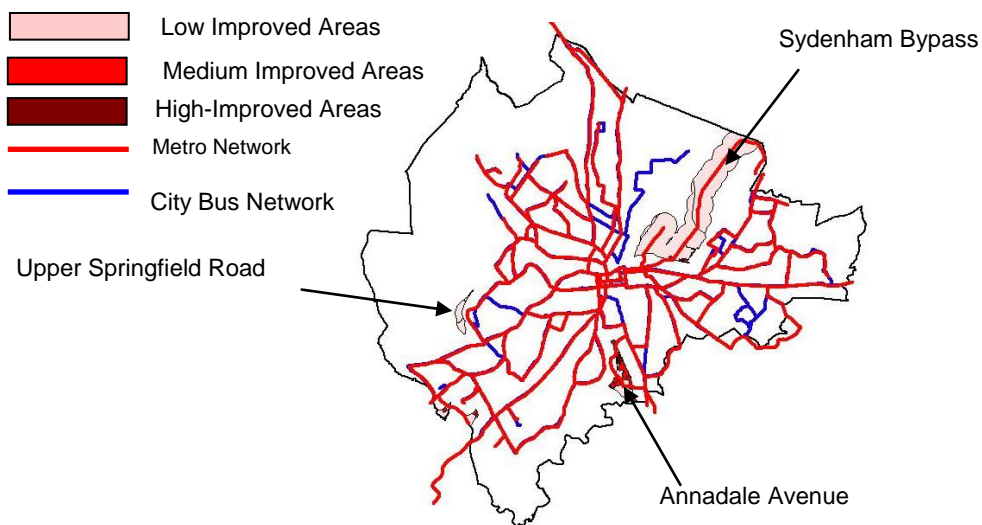 Low Improved Areas
Medium Improved Areas
High-Improved Areas
Metro Network
City Bus Network
Sydenham Bypass
Upper Springfield Road
Annadale Avenue